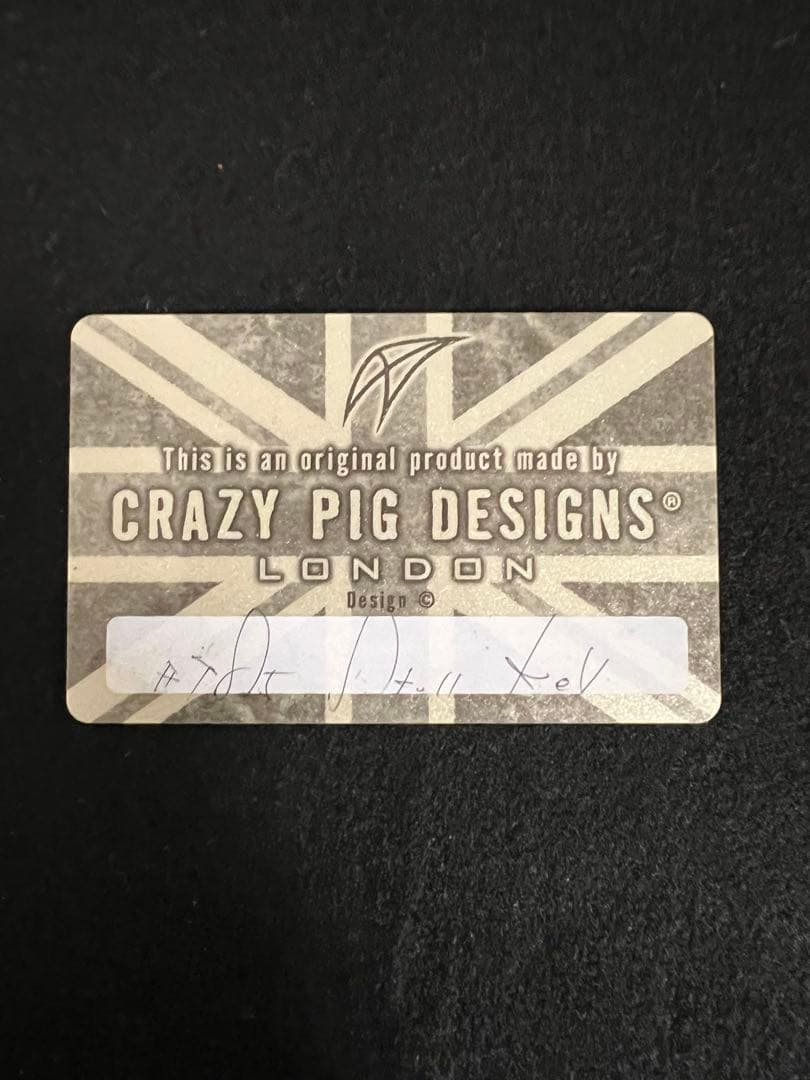 This is an original product made by
CRAZY PIG DESIGNS®
LONDON
Design ©